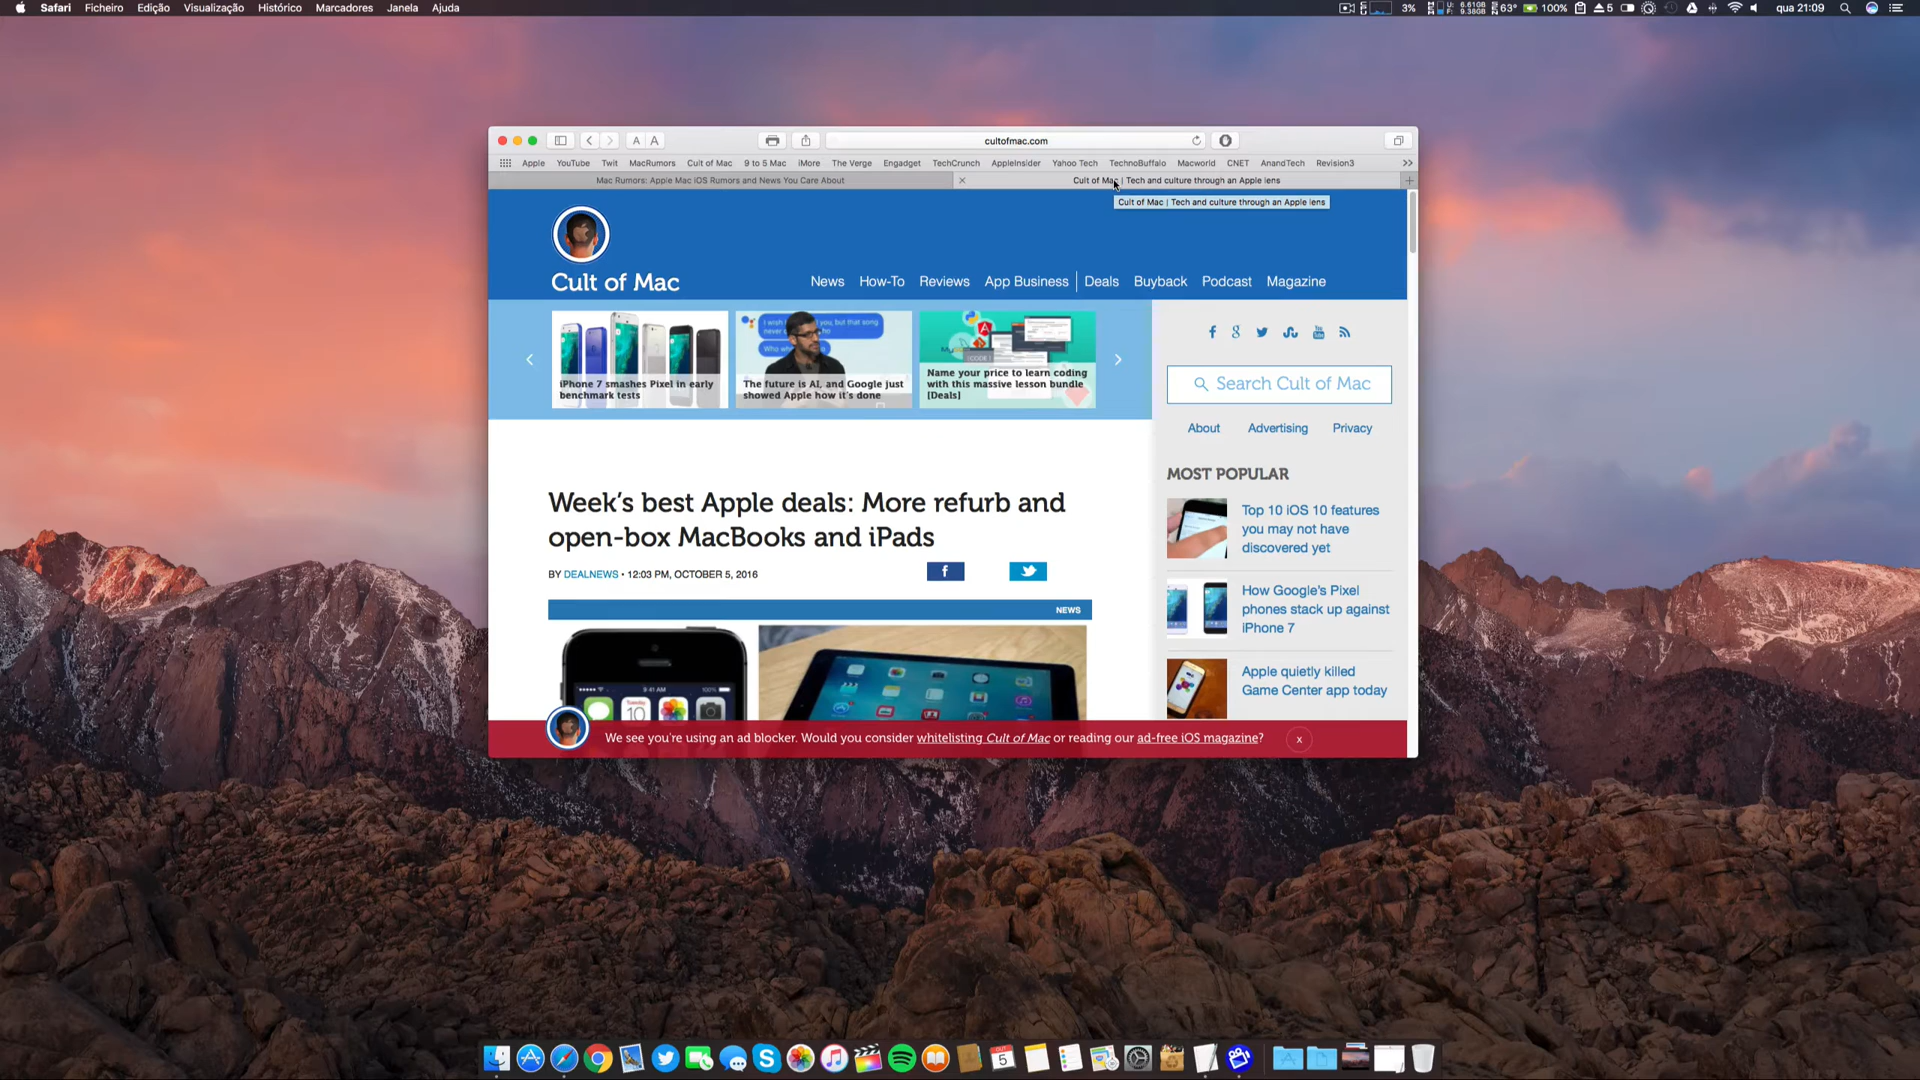 Safari Ficheiro Edição Visualização Histórico Marcadores Janela Ajuda
3% 63° 100% 5 qua 21:09
A A cultofmac.com
Apple YouTube Twit MacRumors Cult of Mac 9 to 5 Mac iMore The Verge Engadget TechCrunch AppleInsider Yahoo Tech TechnoBuffalo Macworld CNET AnandTech Revision3 >>
Mac Rumors: Apple Mac iOS Rumors and News You Care About
Cult of Mac | Tech and culture through an Apple lens
Cult of Mac | Tech and culture through an Apple lens
Cult of Mac
News How-To Reviews App Business Deals Buyback Podcast Magazine
iPhone 7 smashes Pixel in early
benchmark tests
The future is AI, and Google just
showed Apple how it's done
Name your price to learn coding
with this massive lesson bundle
[Deals]
Search Cult of Mac
About Advertising Privacy
MOST POPULAR
Top 10 iOS 10 features
you may not have
discovered yet
How Google's Pixel
phones stack up against
iPhone 7
Apple quietly killed
Game Center app today
Week's best Apple deals: More refurb and
open-box MacBooks and iPads
BY DEALNEWS • 12:03 PM, OCTOBER 5, 2016
NEWS
9:41 AM 100%
Tuesday
10
We see you're using an ad blocker. Would you consider whitelisting Cult of Mac or reading our ad-free iOS magazine? x
5